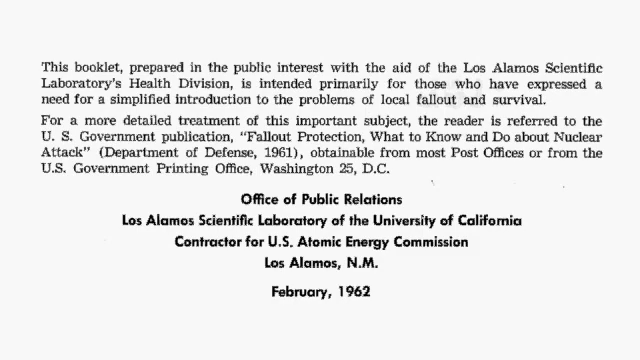 This booklet, prepared in the public interest with the aid of the Los Alamos Scientific
Laboratory's Health Division, is intended primarily for those who have expressed a
need for a simplified introduction to the problems of local fallout and survival.
For a more detailed treatment of this important subject, the reader is referred to the
U. S. Government publication, "Fallout Protection, What to Know and Do about Nuclear
Attack" (Department of Defense, 1961), obtainable from most Post Offices or from the
U.S. Government Printing Office, Washington 25, D.C.
Office of Public Relations
Los Alamos Scientific Laboratory of the University of California
Contractor for U.S. Atomic Energy Commission
Los Alamos, N.M.
February, 1962